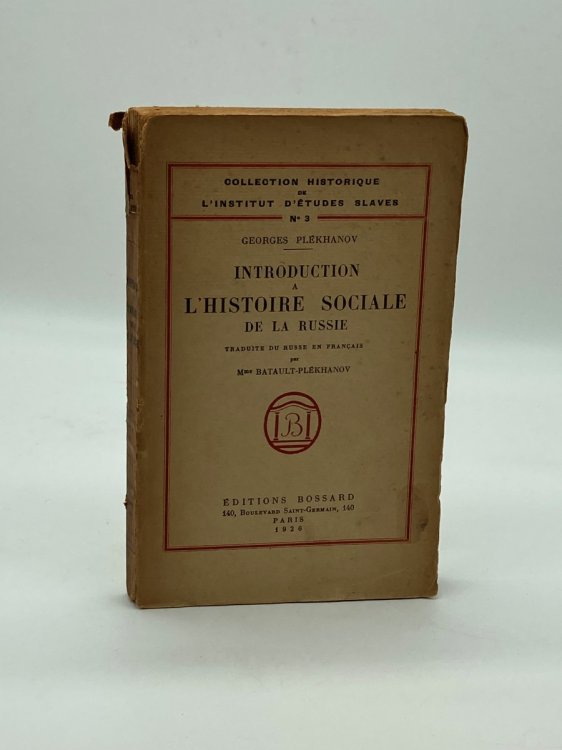 COLLECTION HISTORIQUE
DE
L'INSTITUT D'ÉTUDES SLAVES
No 3
GEORGES PLÉKHANOV
INTRODUCTION
A
L'HISTOIRE SOCIALE
DE LA RUSSIE
TRADUITE DU RUSSE EN FRANÇAIS
par
Mme BATAULT-PLÉKHANOV
B
ÉDITIONS BOSSARD
140, BOULEVARD SAINT-GERMAIN, 140
PARIS
1926